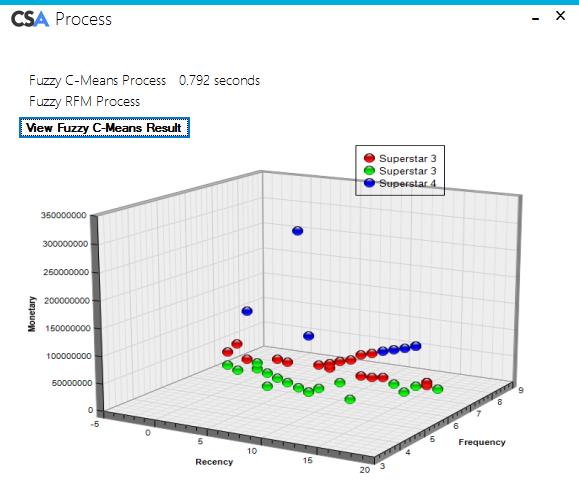 CSA Process
Fuzzy C-Means Process 0.792 seconds
Fuzzy RFM Process
View Fuzzy C-Means Result
Superstar 3
Superstar 3
Superstar 4
350000000
300000000
250000000
200000000
150000000
100000000
50000000
0
Monetary
-5
0
5
10
15
20
Recency
3
4
5
6
7
8
9
Frequency